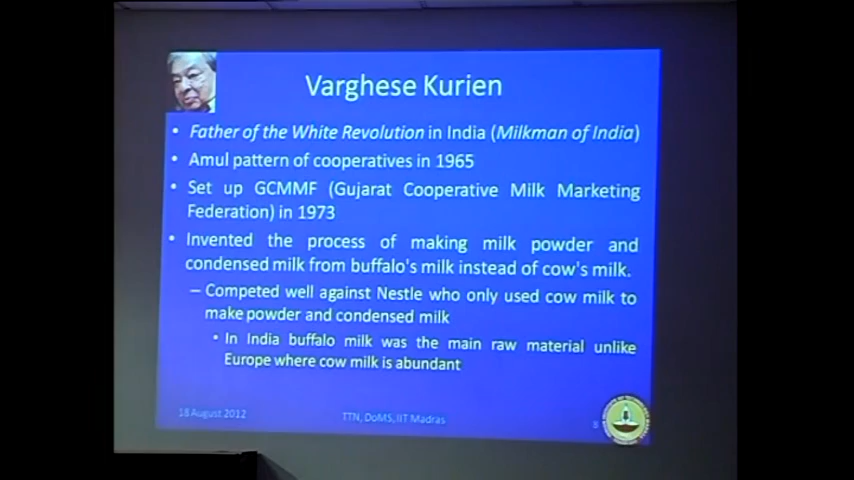 Varghese Kurien
• Father of the White Revolution in India (Milkman of India)
• Amul pattern of cooperatives in 1965
• Set up GCMMF (Gujarat Cooperative Milk Marketing
Federation) in 1973
• Invented the process of making milk powder and
condensed milk from buffalo's milk instead of cow's milk.
– Competed well against Nestle who only used cow milk to
make powder and condensed milk
• In India buffalo milk was the main raw material unlike
Europe where cow milk is abundant
18 August 2012
TTN, DoMS, IIT Madras
8